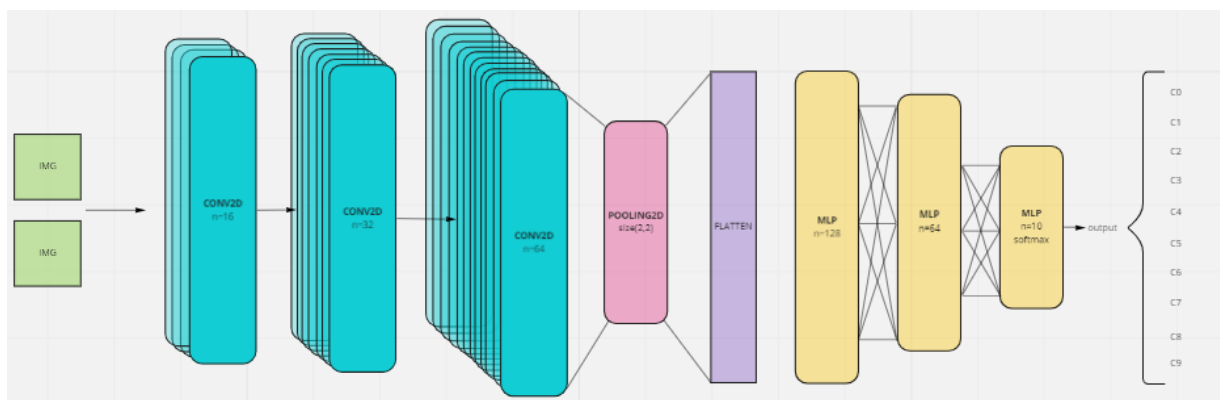 IMG
IMG
CONV2D
n=16
CONV2D
n=32
CONV2D
n=64
POOLING2D
size(2,2)
FLATTEN
MLP
n=128
MLP
n=64
MLP
n=10
softmax
output
C0
C1
C2
C3
C4
C5
C6
C7
C8
C9